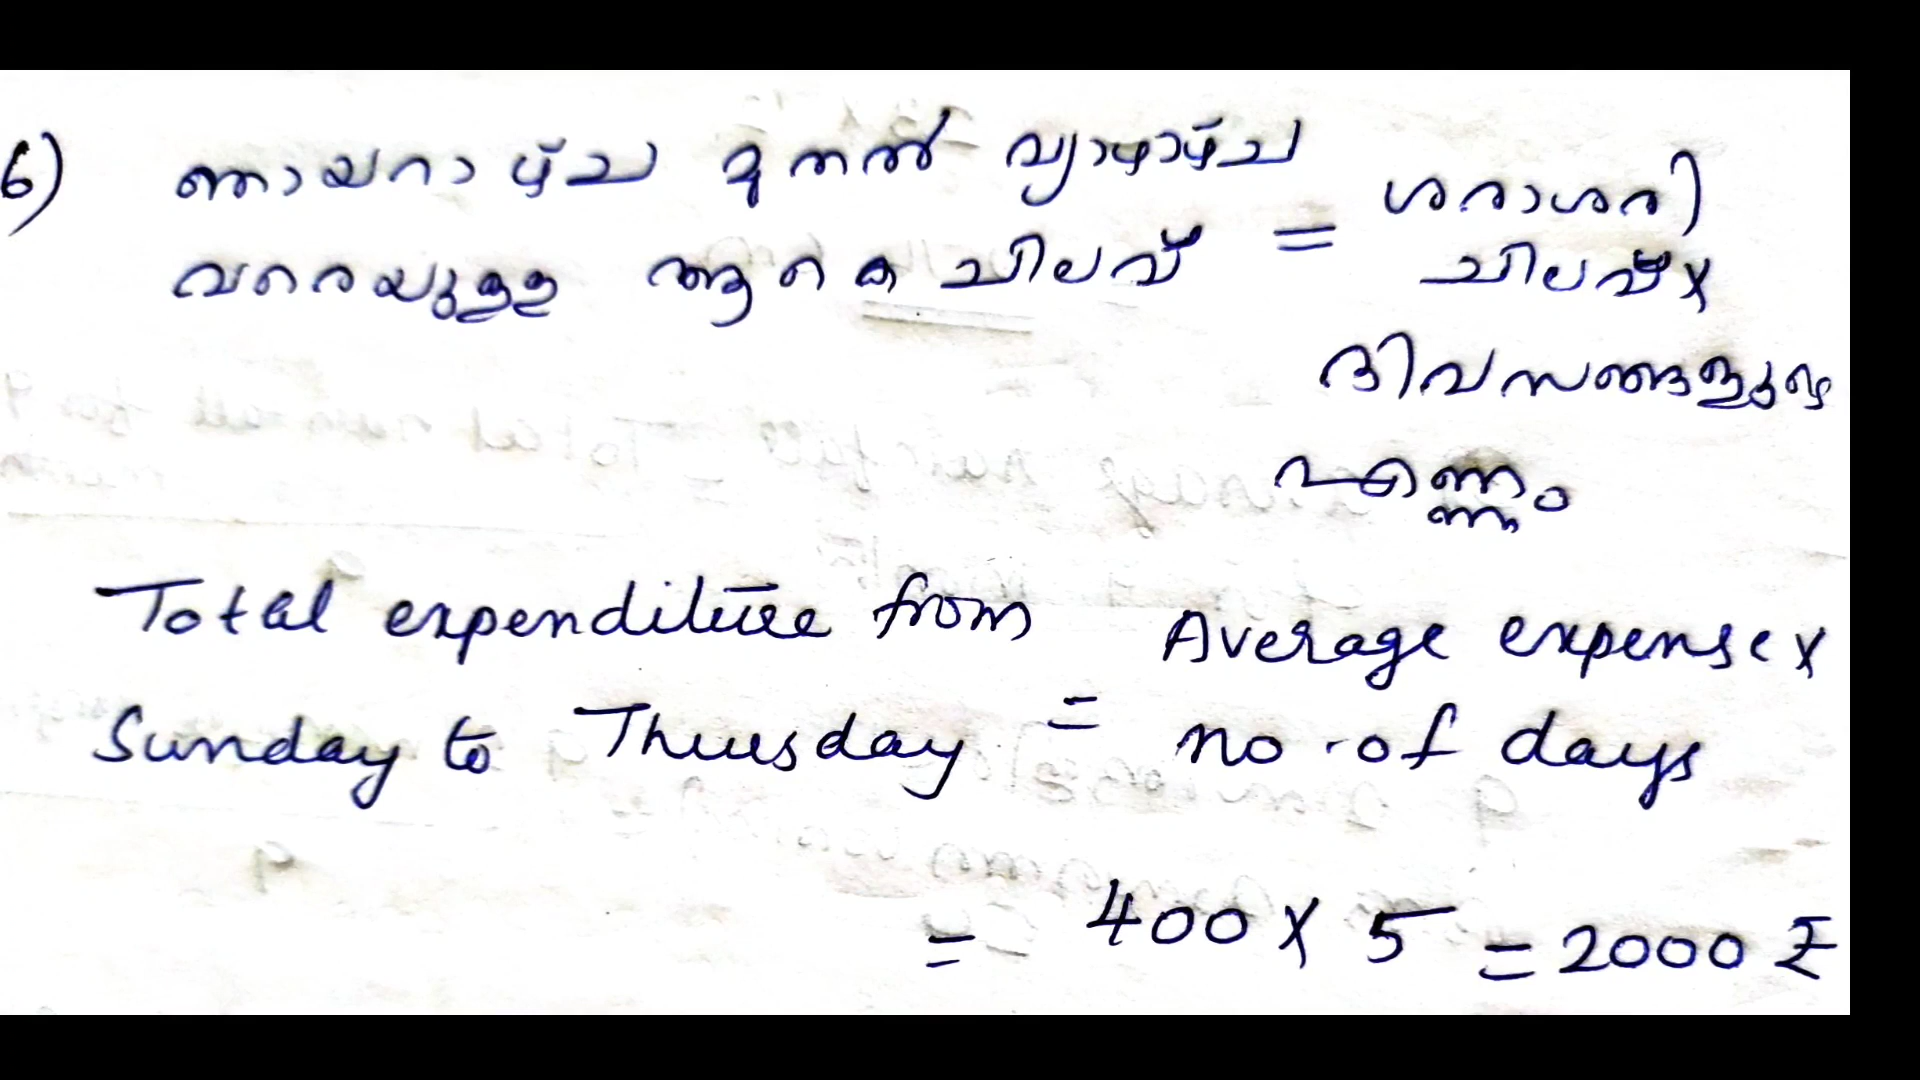 6) ഞായറാഴ്ച മുതൽ വ്യാഴാഴ്ച = ശരാശരി
വരെയുള്ള ആകെ ചിലവ് ചിലവ് x
ദിവസങ്ങളുടെ
എണ്ണം
Total expenditure from = Average expense x
Sunday to Thursday no. of days
= 400 x 5 = 2000 ₹